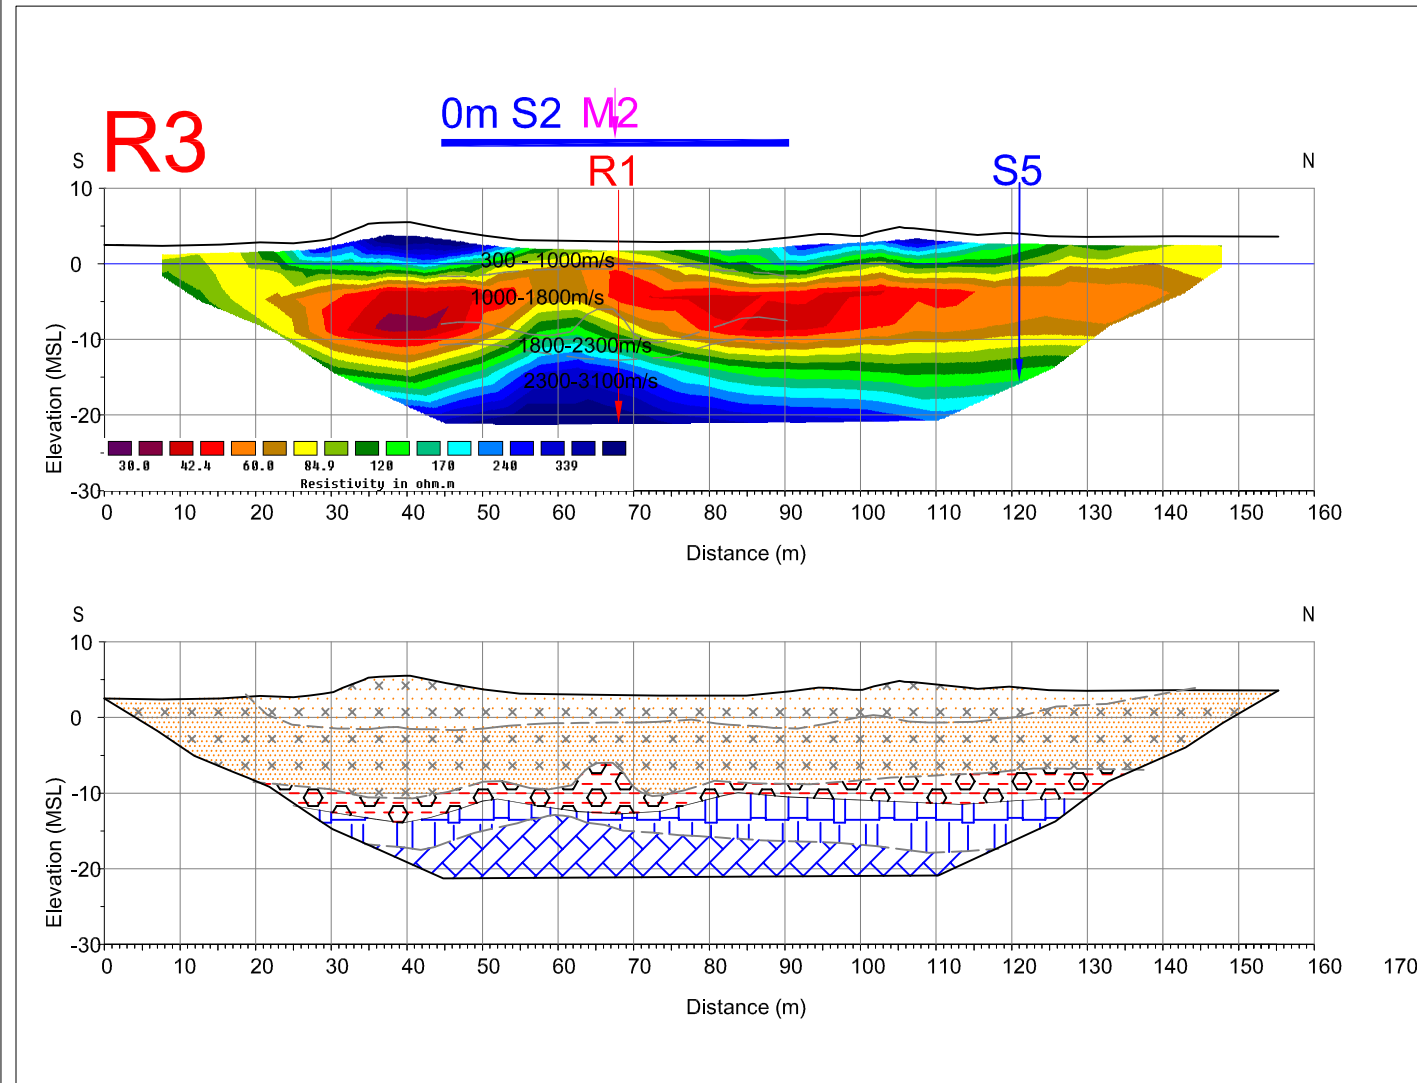 0m S2 M2
R3
S
N
R1
S5
10
0
-10
-20
-30
Elevation (MSL)
300 - 1000m/s
1000-1800m/s
1800-2300m/s
2300-3100m/s
30.0 42.4 60.0 84.9 120 170 240 339
Resistivity in ohm.m
0 10 20 30 40 50 60 70 80 90 100 110 120 130 140 150 160
Distance (m)
S
N
10
0
-10
-20
-30
Elevation (MSL)
0 10 20 30 40 50 60 70 80 90 100 110 120 130 140 150 160 170
Distance (m)